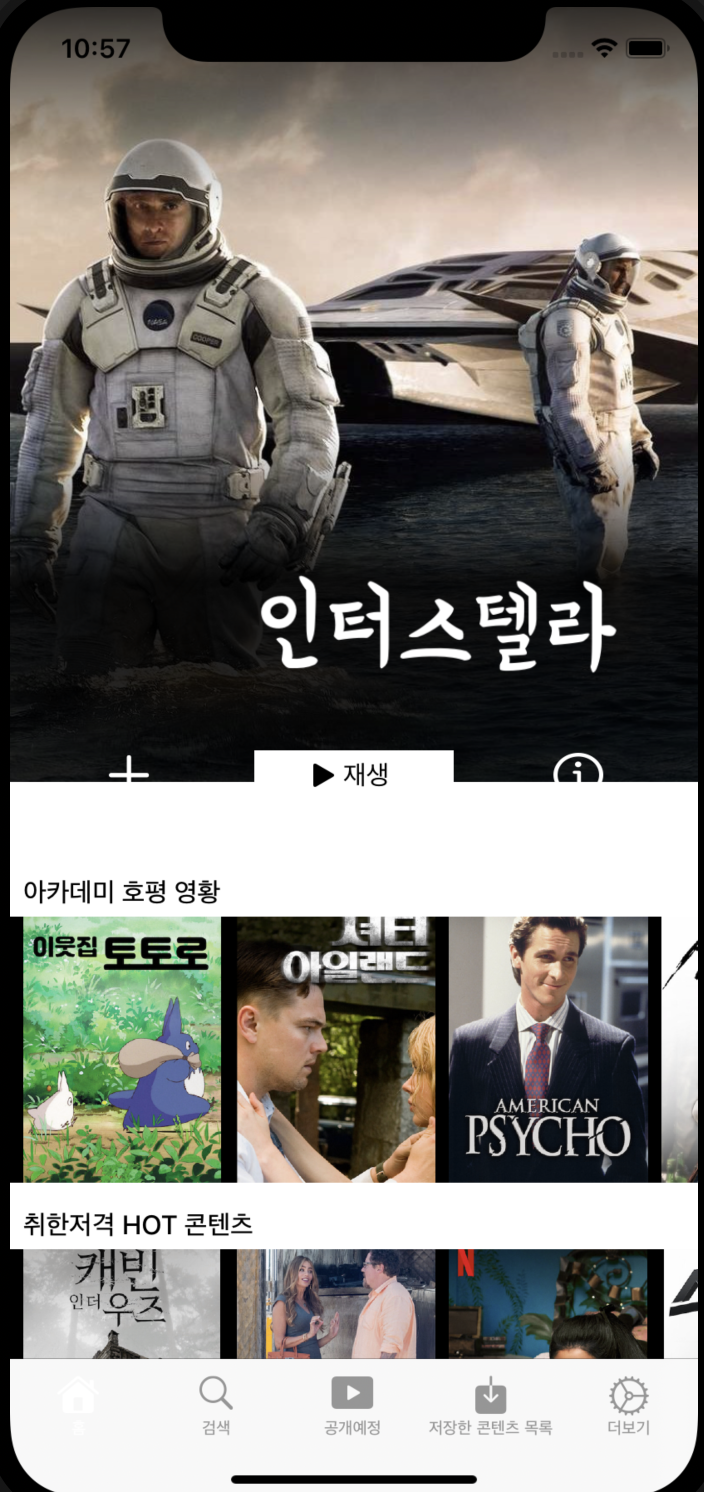 10:57
NASA
COOPER
인터스텔라
재생
아카데미 호평 영황
이웃집 토토로
셔터
아일랜드
AMERICAN
PSYCHO
취한저격 HOT 콘텐츠
캐빈
인더 우즈
N
홈
검색
공개예정
저장한 콘텐츠 목록
더보기